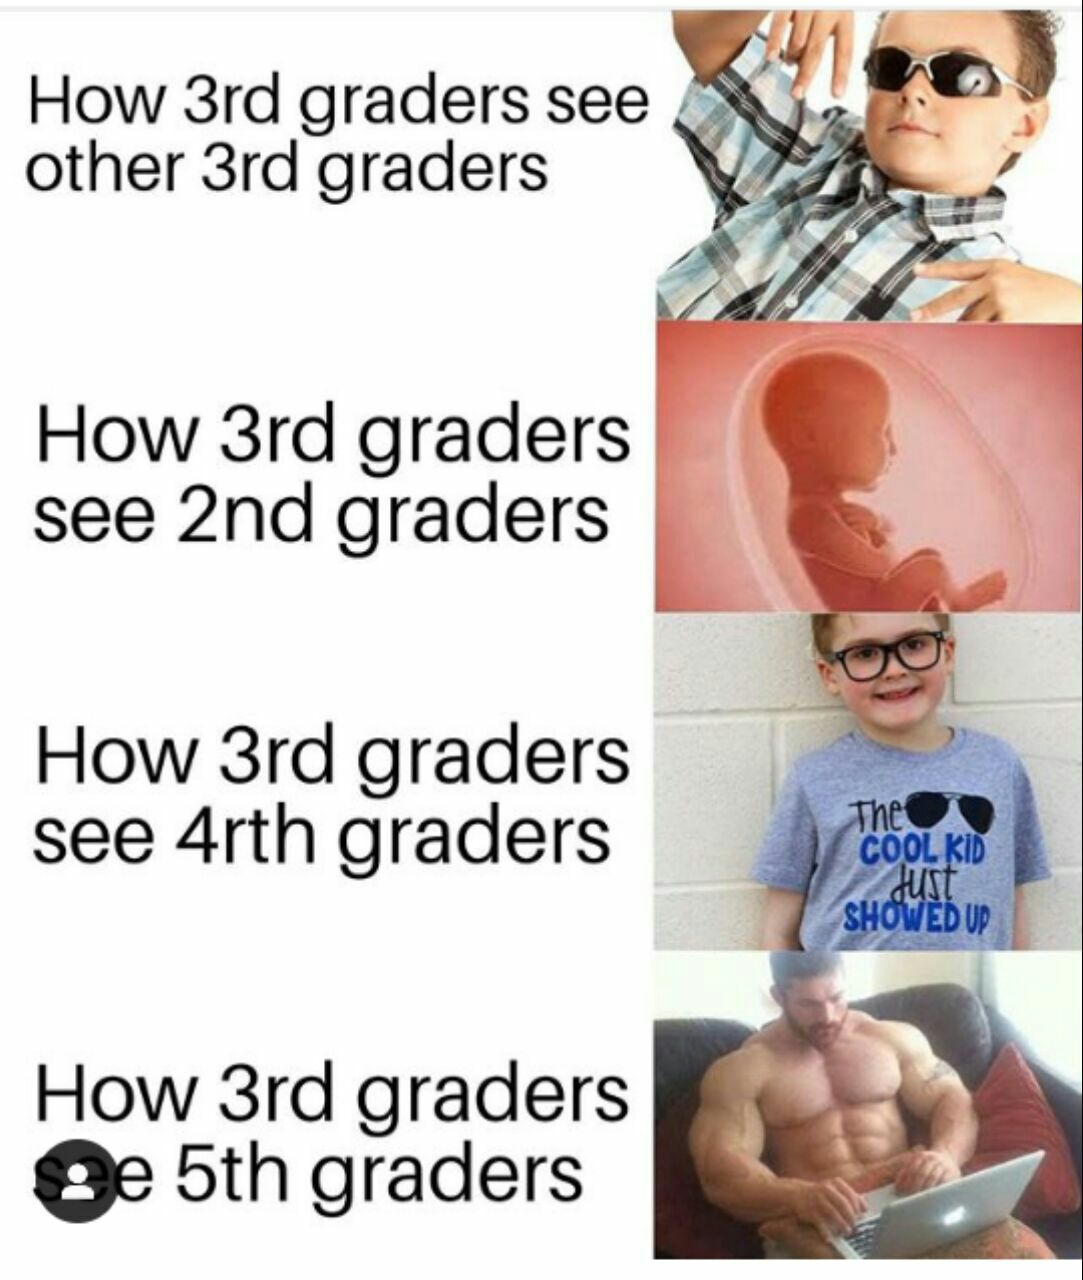 How 3rd graders see
other 3rd graders
How 3rd graders
see 2nd graders
How 3rd graders
see 4rth graders
The
COOL KID
Just
SHOWED UP
How 3rd graders
see 5th graders